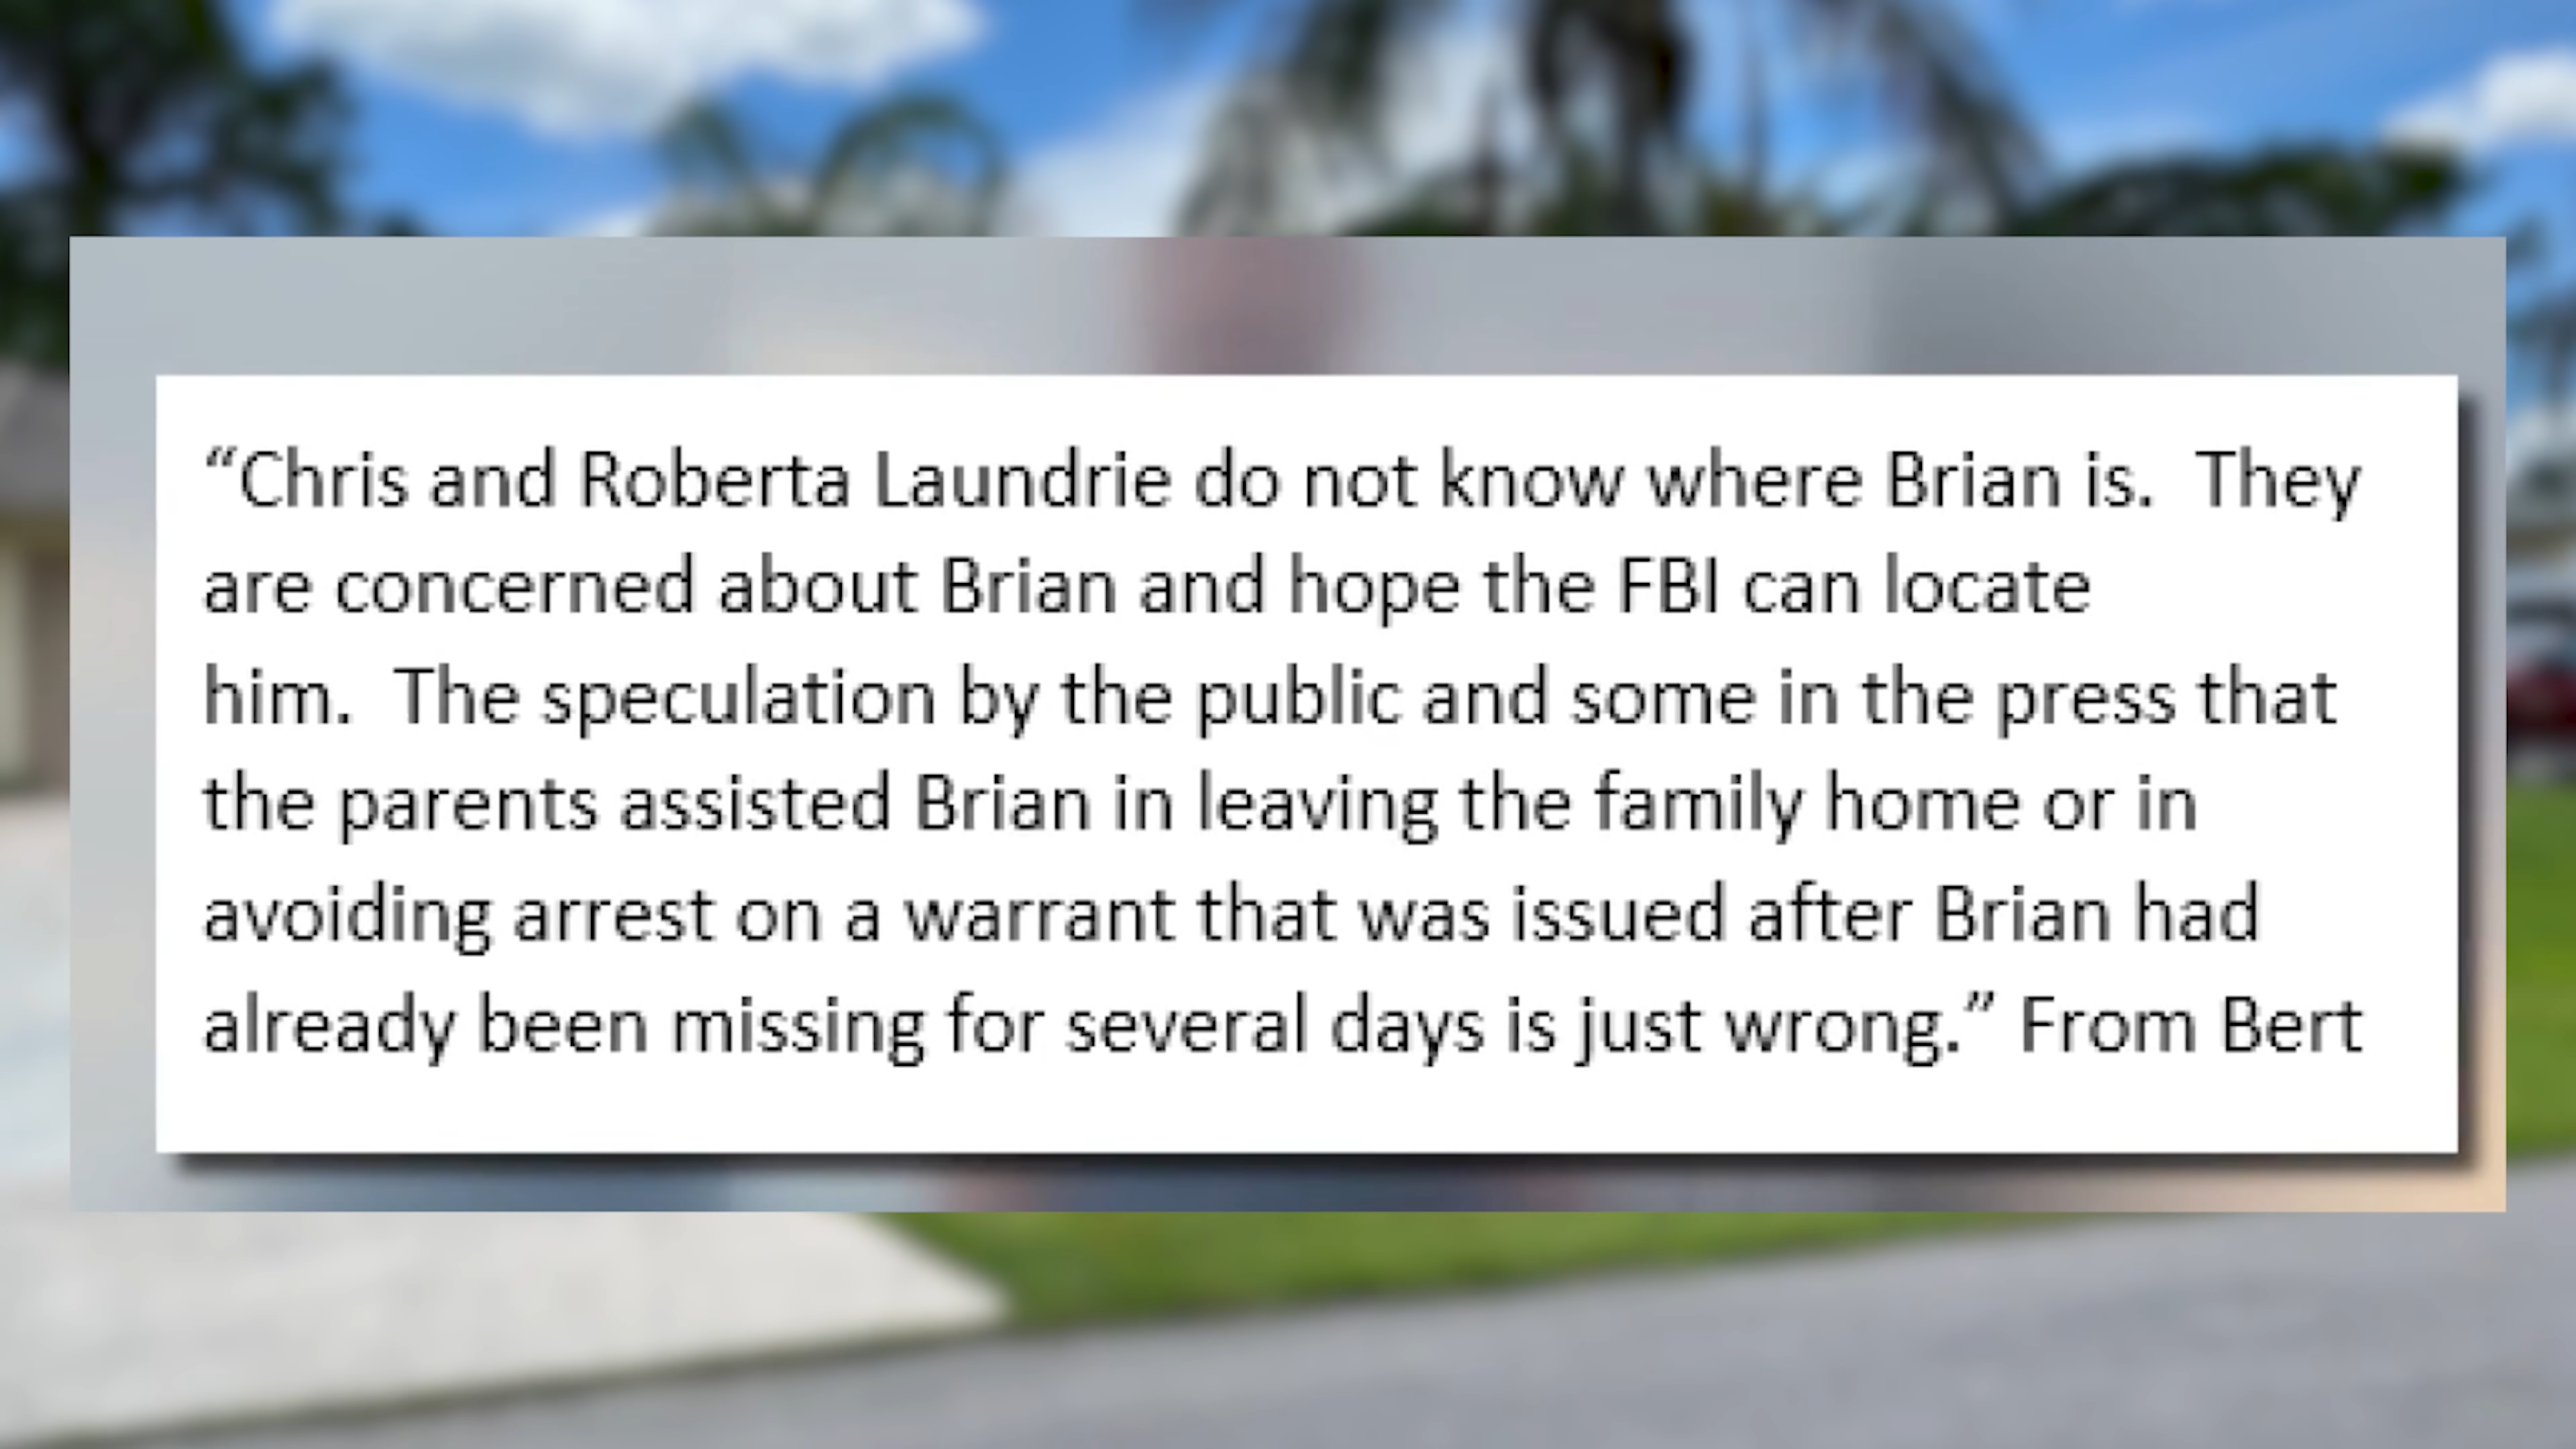 “Chris and Roberta Laundrie do not know where Brian is.  They
are concerned about Brian and hope the FBI can locate
him.  The speculation by the public and some in the press that
the parents assisted Brian in leaving the family home or in
avoiding arrest on a warrant that was issued after Brian had
already been missing for several days is just wrong.” From Bert